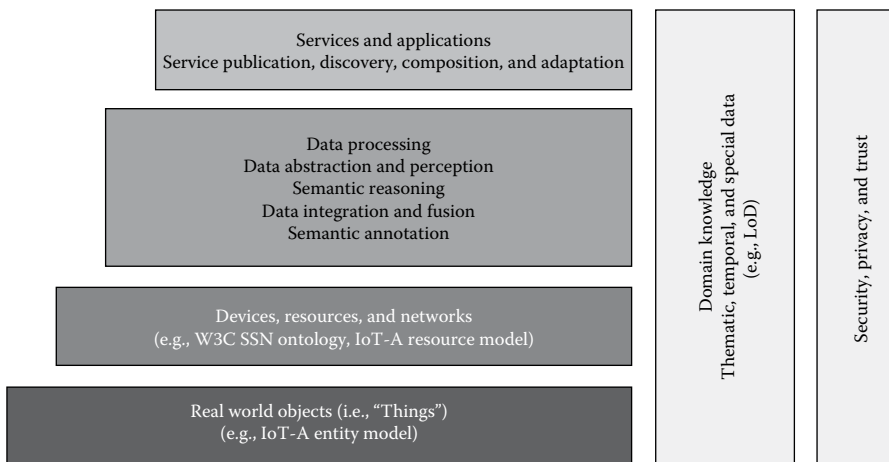 Services and applications
Service publication, discovery, composition, and adaptation
Data processing
Data abstraction and perception
Semantic reasoning
Data integration and fusion
Semantic annotation
Devices, resources, and networks
(e.g., W3C SSN ontology, IoT-A resource model)
Real world objects (i.e., “Things”)
(e.g., IoT-A entity model)
Domain knowledge
Thematic, temporal, and special data
(e.g., LoD)
Security, privacy, and trust